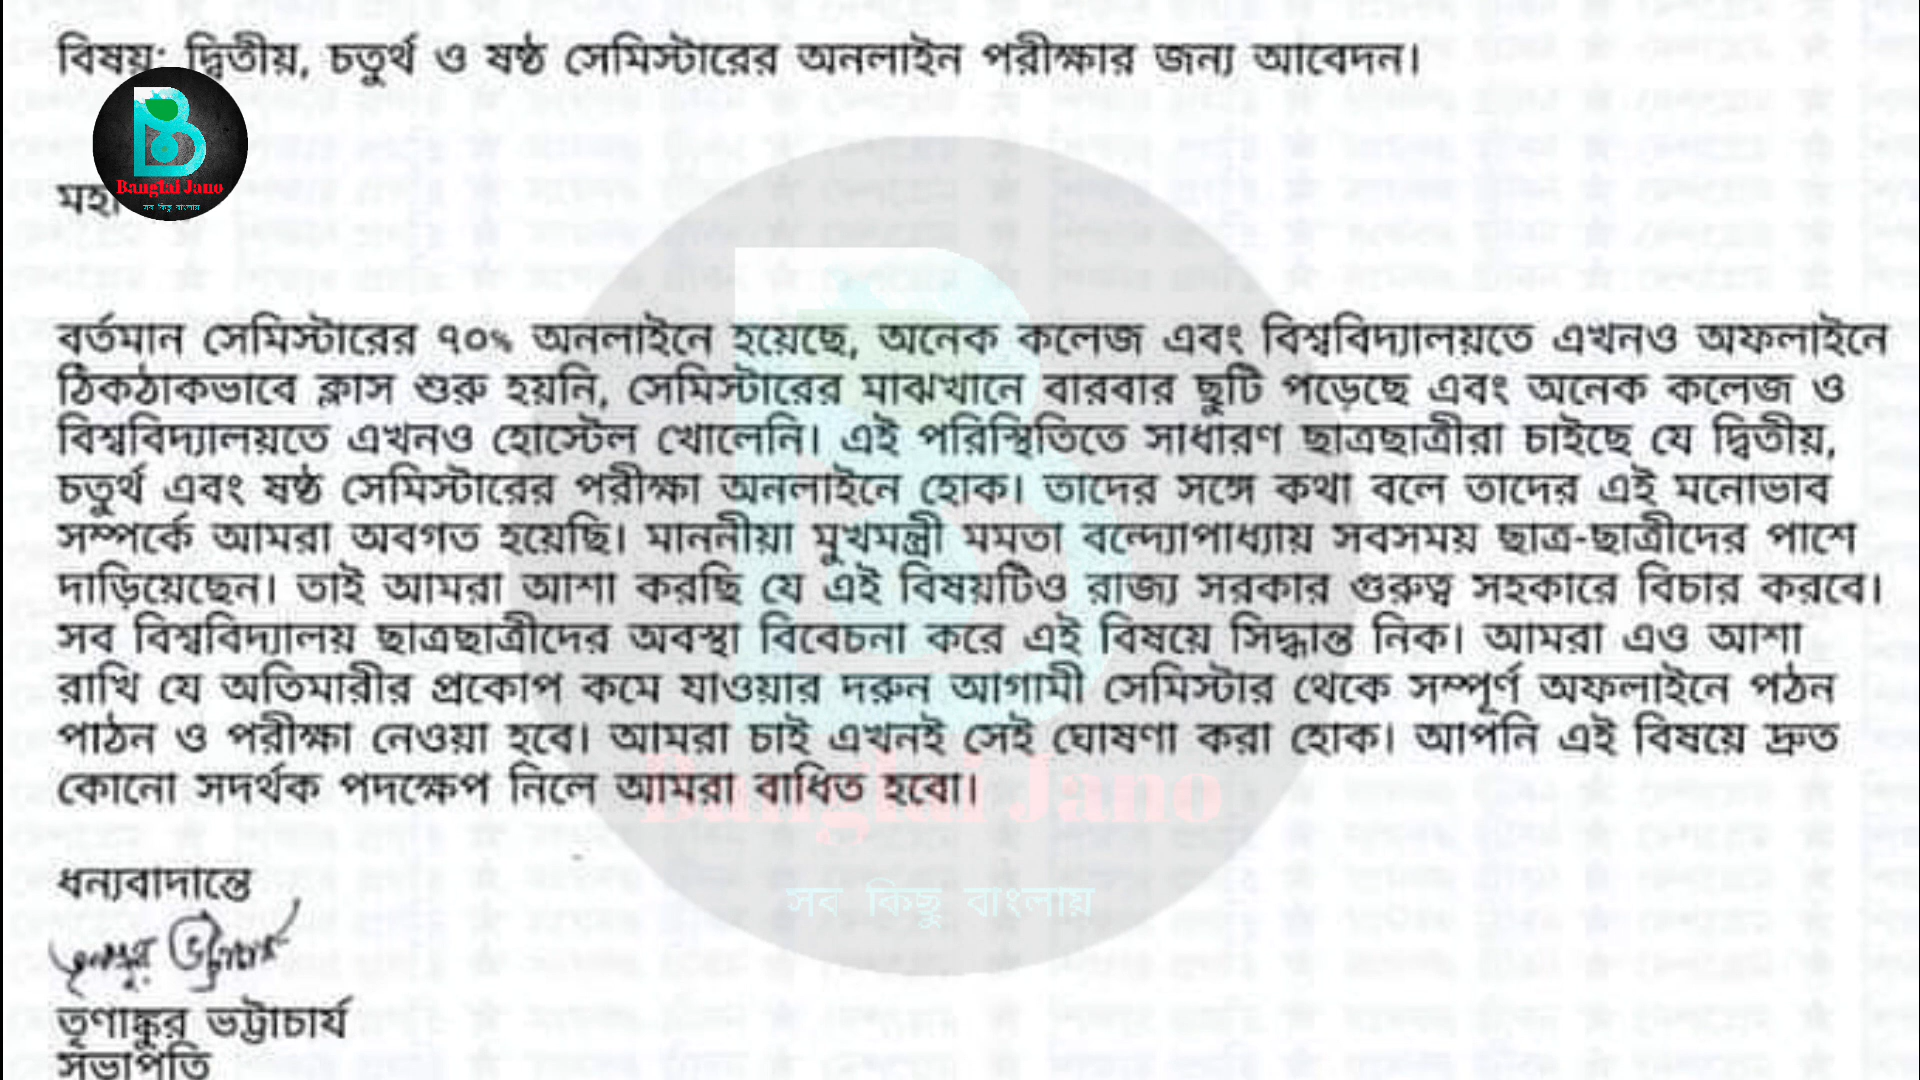 বিষয়: দ্বিতীয়, চতুর্থ ও ষষ্ঠ সেমিস্টারের অনলাইন পরীক্ষার জন্য আবেদন।
Banglai Jano
সব কিছু বাংলায়
বর্তমান সেমিস্টারের ৭০% অনলাইনে হয়েছে, অনেক কলেজ এবং বিশ্ববিদ্যালয়তে এখনও অফলাইনে
ঠিকঠাকভাবে ক্লাস শুরু হয়নি, সেমিস্টারের মাঝখানে বারবার ছুটি পড়েছে এবং অনেক কলেজ ও
বিশ্ববিদ্যালয়তে এখনও হোস্টেল খোলেনি। এই পরিস্থিতিতে সাধারণ ছাত্রছাত্রীরা চাইছে যে দ্বিতীয়,
চতুর্থ এবং ষষ্ঠ সেমিস্টারের পরীক্ষা অনলাইনে হোক। তাদের সঙ্গে কথা বলে তাদের এই মনোভাব
সম্পর্কে আমরা অবগত হয়েছি। মাননীয়া মুখমন্ত্রী মমতা বন্দ্যোপাধ্যায় সবসময় ছাত্র-ছাত্রীদের পাশে
দাড়িয়েছেন। তাই আমরা আশা করছি যে এই বিষয়টিও রাজ্য সরকার গুরুত্ব সহকারে বিচার করবে।
সব বিশ্ববিদ্যালয় ছাত্রছাত্রীদের অবস্থা বিবেচনা করে এই বিষয়ে সিদ্ধান্ত নিক। আমরা এও আশা
রাখি যে অতিমারীর প্রকোপ কমে যাওয়ার দরুন আগামী সেমিস্টার থেকে সম্পূর্ণ অফলাইনে পঠন
পাঠন ও পরীক্ষা নেওয়া হবে। আমরা চাই এখনই সেই ঘোষণা করা হোক। আপনি এই বিষয়ে দ্রুত
কোনো সদর্থক পদক্ষেপ নিলে আমরা বাধিত হবো।
Banglai Jano
সব কিছু বাংলায়
ধন্যবাদান্তে
তৃণাঙ্কুর ভট্টাচার্য
সভাপতি